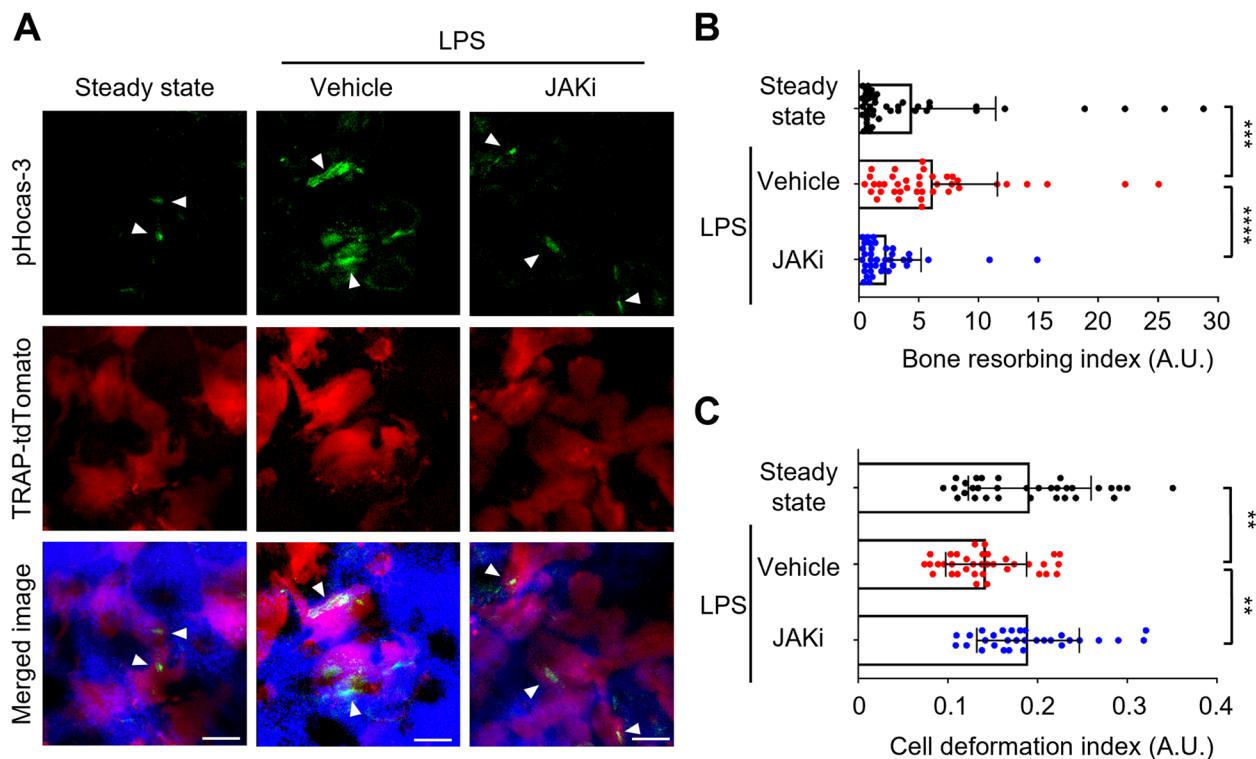 A
LPS
Steady state
Vehicle
JAKi
pHocas-3
TRAP-tdTomato
Merged image
B
Steady
state
Vehicle
LPS
JAKi
***
****
0
5
10
15
20
25
30
Bone resorbing index (A.U.)
C
Steady
state
Vehicle
LPS
JAKi
**
**
0
0.1
0.2
0.3
0.4
Cell deformation index (A.U.)